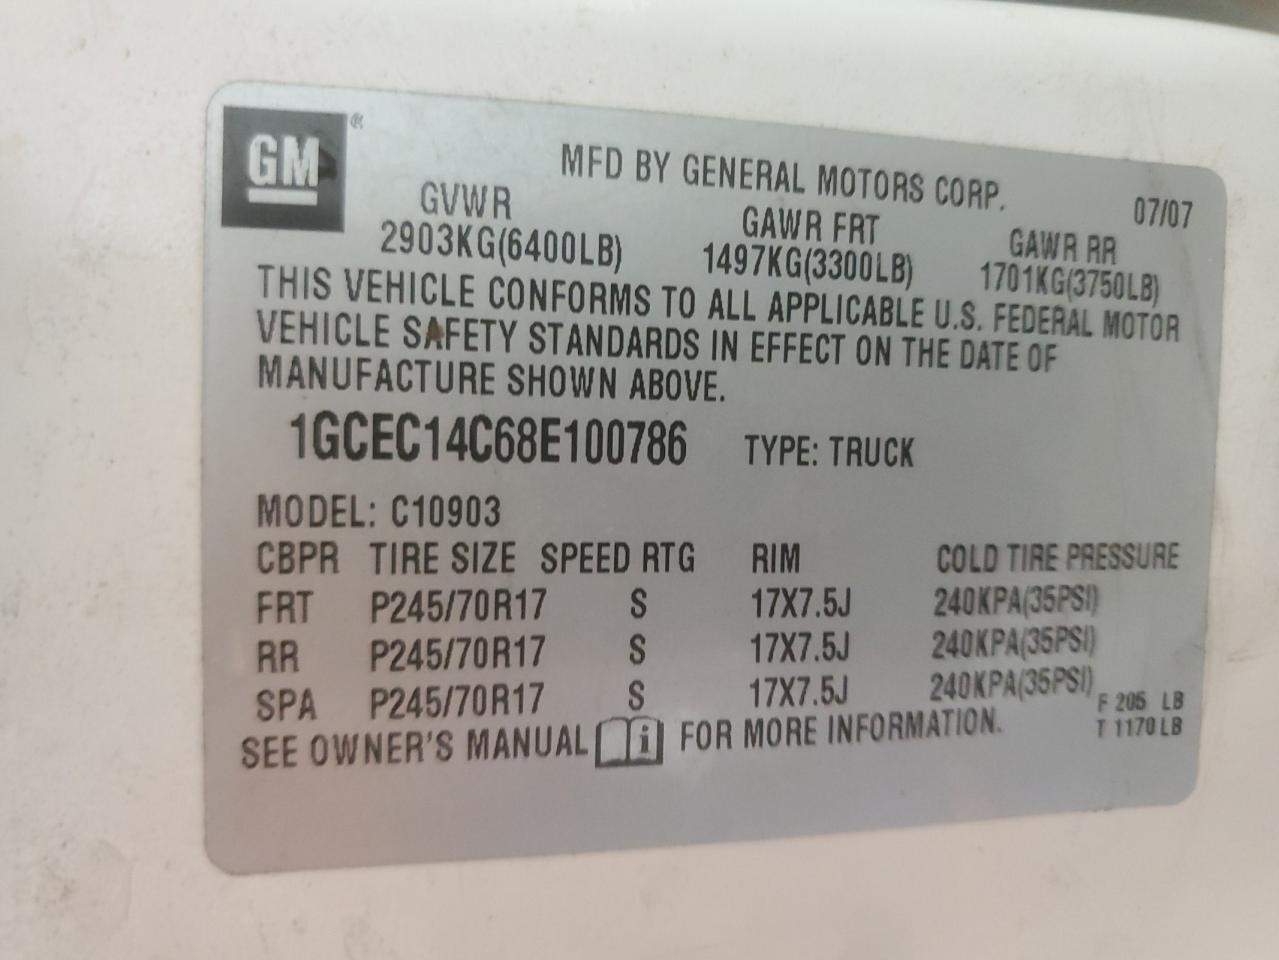 GM®
MFD BY GENERAL MOTORS CORP.
07/07
GVWR GAWR FRT GAWR RR
2903KG(6400LB) 1497KG(3300LB) 1701KG(3750LB)
THIS VEHICLE CONFORMS TO ALL APPLICABLE U.S. FEDERAL MOTOR
VEHICLE SAFETY STANDARDS IN EFFECT ON THE DATE OF
MANUFACTURE SHOWN ABOVE.
1GCEC14C68E100786 TYPE: TRUCK
MODEL: C10903
CBPR TIRE SIZE SPEED RTG RIM COLD TIRE PRESSURE
FRT P245/70R17 S 17X7.5J 240KPA(35PSI)
RR P245/70R17 S 17X7.5J 240KPA(35PSI)
SPA P245/70R17 S 17X7.5J 240KPA(35PSI)
F 205 LB
T 1170 LB
SEE OWNER'S MANUAL i FOR MORE INFORMATION.